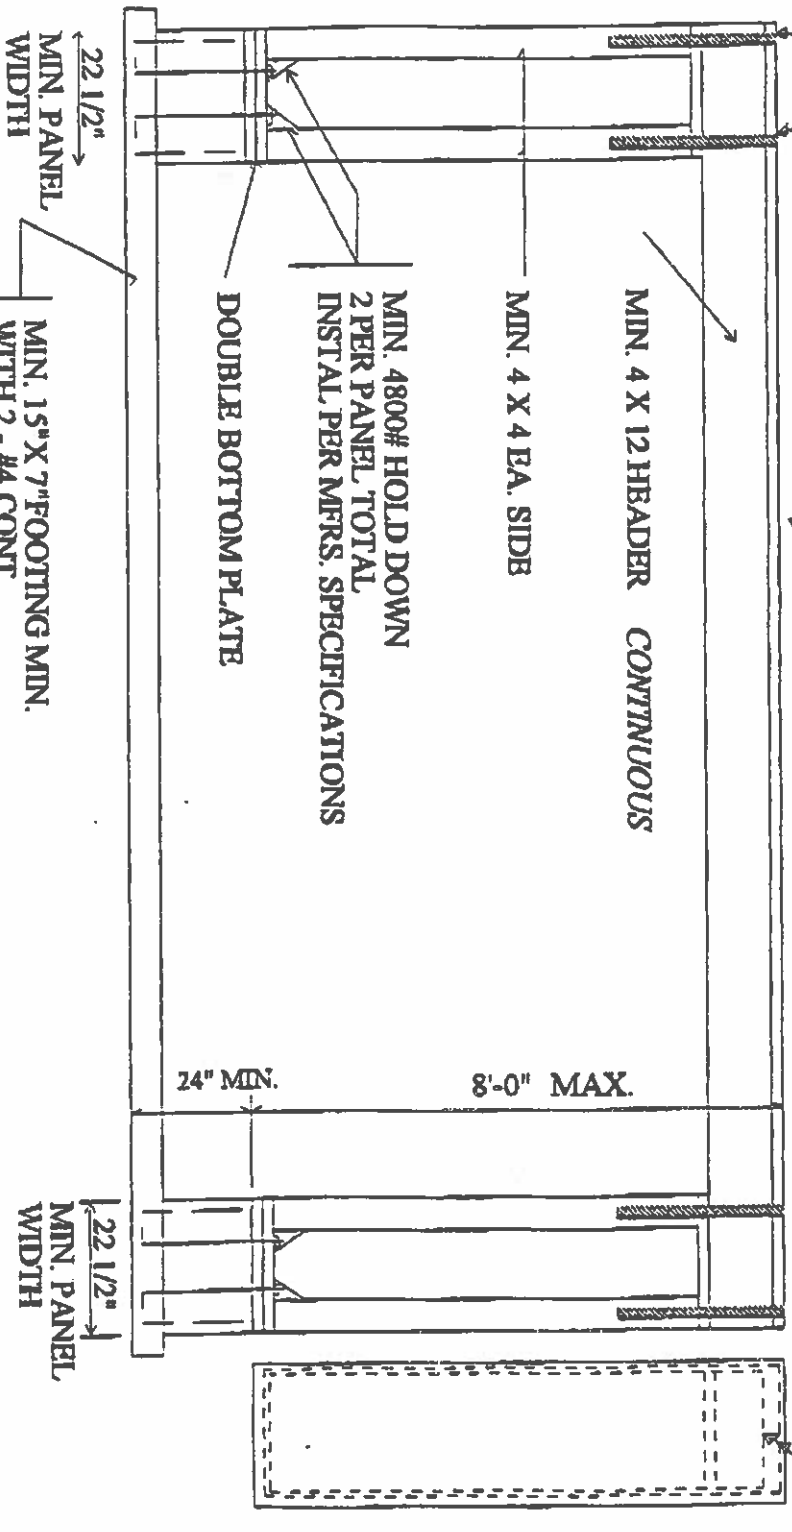 MIN. 4 X 12 HEADER CONTINUOUS
MIN. 4 X 4 EA. SIDE
MIN. 4800# HOLD DOWN
2 PER PANEL TOTAL
INSTAL PER MFRS. SPECIFICATIONS
DOUBLE BOTTOM PLATE
22 1/2"
MIN. PANEL
WIDTH
MIN. 15"X 7"FOOTING MIN.
WITH 2 - #4 CONT
24" MIN.
8'-0" MAX.
22 1/2"
MIN. PANEL
WIDTH